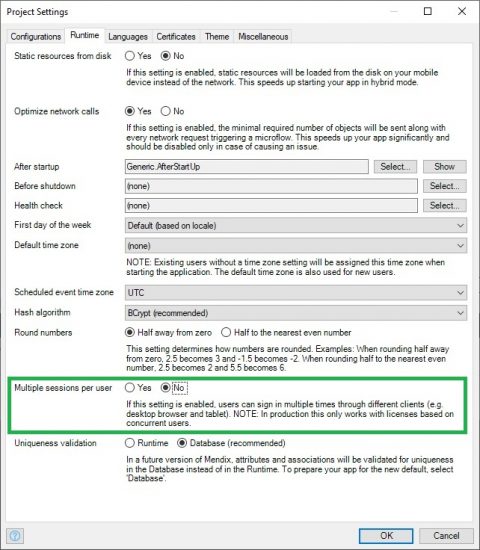 Project Settings
Configurations Runtime Languages Certificates Theme Miscellaneous
Static resources from disk Yes No
If this setting is enabled, static resources will be loaded from the disk on your mobile
device instead of the network. This speeds up starting your app in hybrid mode.
Optimize network calls Yes No
If this setting is enabled, the minimal required number of objects will be sent along with
every network request triggering a microflow. This speeds up your app significantly and
should be disabled only in case of causing an issue.
After startup Generic.AfterStartUp Select... Show
Before shutdown (none) Select...
Health check (none) Select...
First day of the week Default (based on locale)
Default time zone (none)
NOTE: Existing users without a time zone setting will be assigned this time zone when
starting the application. The default time zone is also used for new users.
Scheduled event time zone UTC
Hash algorithm BCrypt (recommended)
Round numbers Half away from zero Half to the nearest even number
This setting determines how numbers are rounded. Examples: When rounding half away
from zero, 2.5 becomes 3 and -1.5 becomes -2. When rounding half to the nearest even
number, 2.5 becomes 2 and 5.5 becomes 6.
Multiple sessions per user Yes No
If this setting is enabled, users can sign in multiple times through different clients (e.g.
desktop browser and tablet). NOTE: In production this only works with licenses based on
concurrent users.
Uniqueness validation Runtime Database (recommended)
In a future version of Mendix, attributes and associations will be validated for uniqueness
in the Database instead of in the Runtime. To prepare your app for the new default, select
'Database'.
? OK Cancel